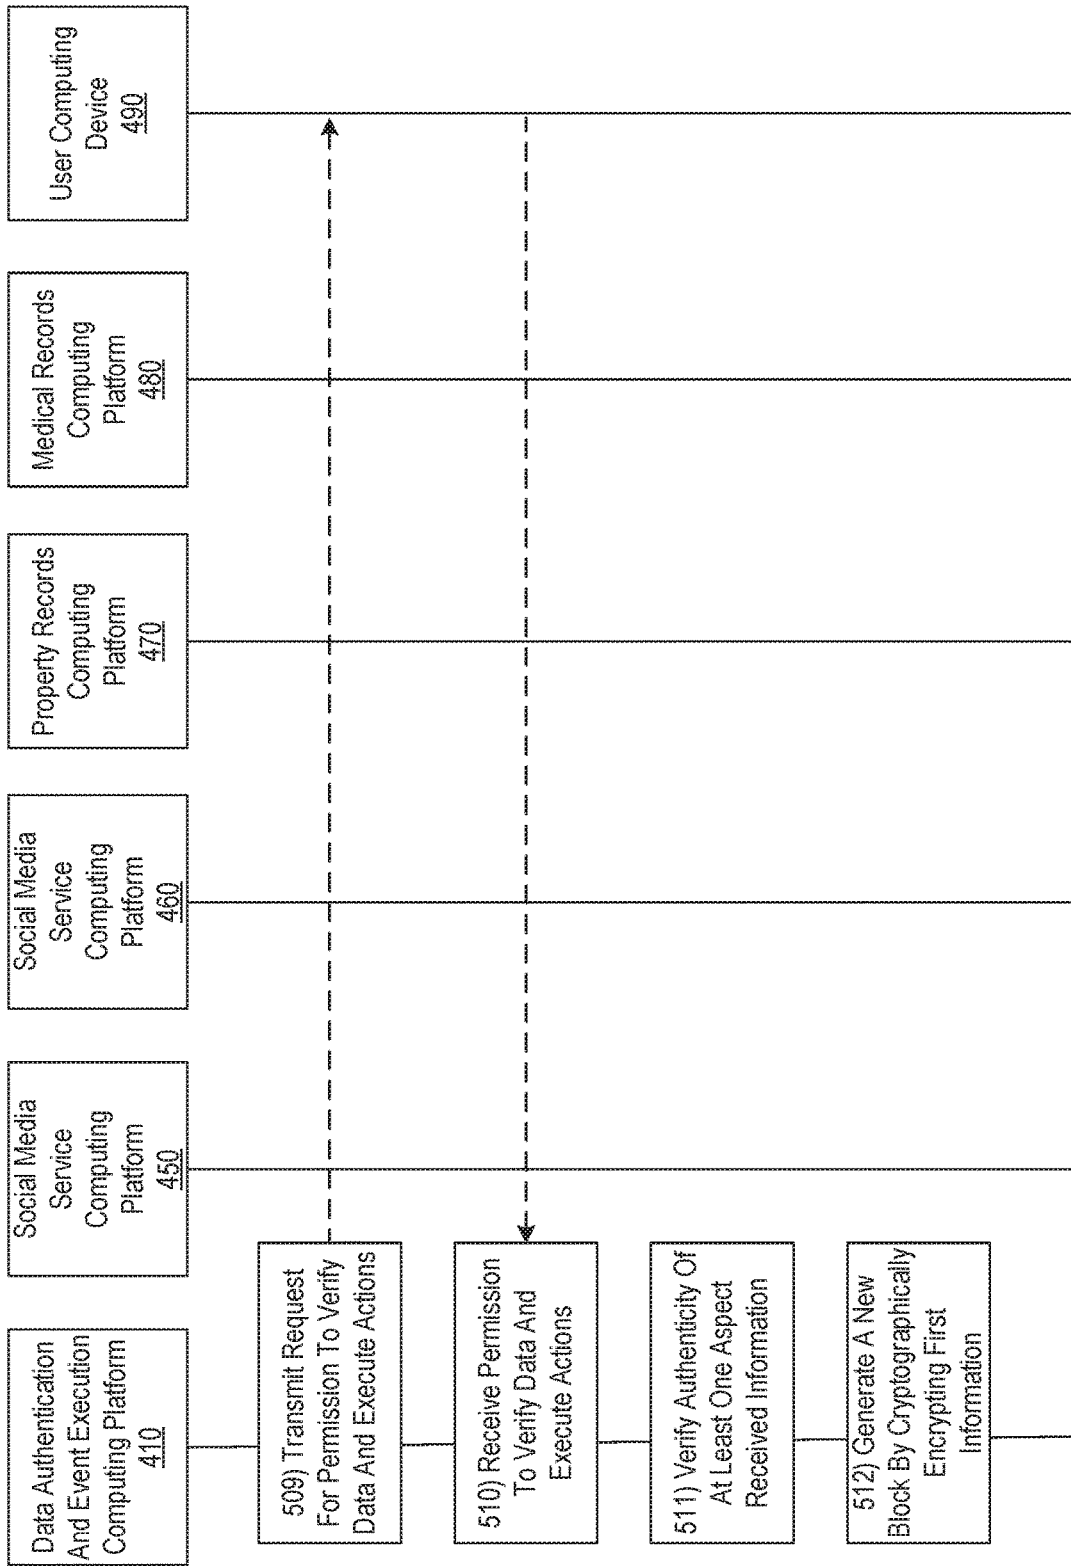 Data Authentication
And Event Execution
Computing Platform
410
Social Media
Service
Computing
Platform
450
Social Media
Service
Computing
Platform
460
Property Records
Computing
Platform
470
Medical Records
Computing
Platform
480
User Computing
Device
490
509) Transmit Request
For Permission To Verify
Data And Execute Actions
510) Receive Permission
To Verify Data And
Execute Actions
511) Verify Authenticity Of
At Least One Aspect
Received Information
512) Generate A New
Block By Cryptographically
Encrypting First
Information